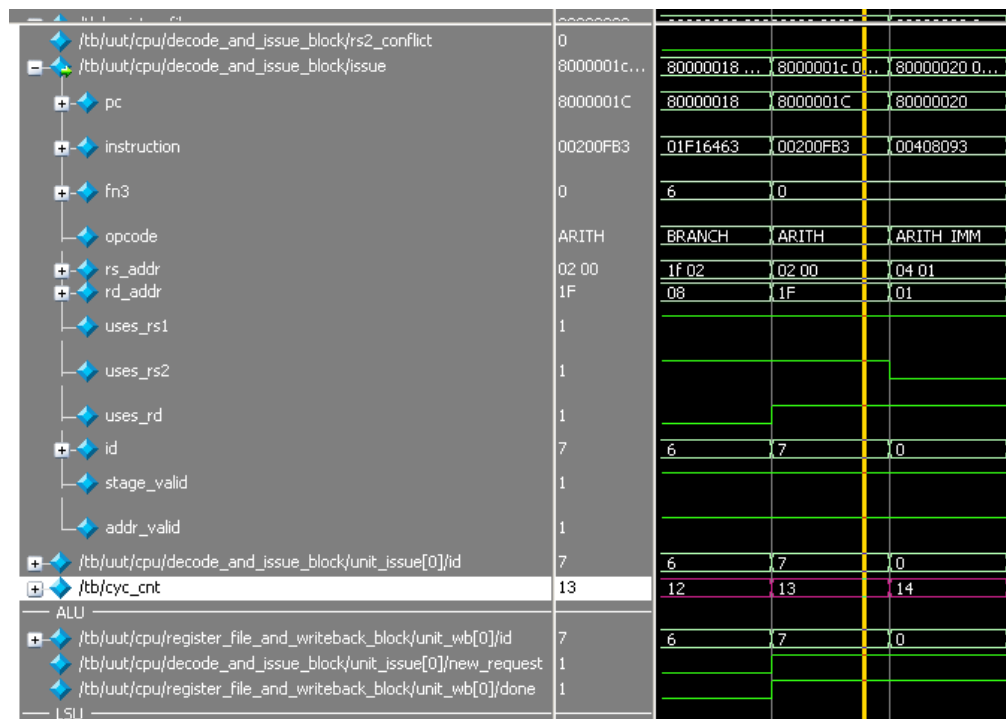 /tb/uut/cpu/decode_and_issue_block/rs2_conflict 0
/tb/uut/cpu/decode_and_issue_block/issue 8000001c... 80000018 ... 8000001c 0... 80000020 0...
pc 8000001C 80000018 8000001C 80000020
instruction 00200FB3 01F16463 00200FB3 00408093
fn3 0 6 0
opcode ARITH BRANCH ARITH ARITH_IMM
rs_addr 02 00 1f 02 02 00 04 01
rd_addr 1F 08 1F 01
uses_rs1 1
uses_rs2 1
uses_rd 1
id 7 6 7 0
stage_valid 1
addr_valid 1
/tb/uut/cpu/decode_and_issue_block/unit_issue[0]/id 7 6 7 0
/tb/cyc_cnt 13 12 13 14
ALU
/tb/uut/cpu/register_file_and_writeback_block/unit_wb[0]/id 7 6 7 0
/tb/uut/cpu/decode_and_issue_block/unit_issue[0]/new_request 1
/tb/uut/cpu/register_file_and_writeback_block/unit_wb[0]/done 1
LSU